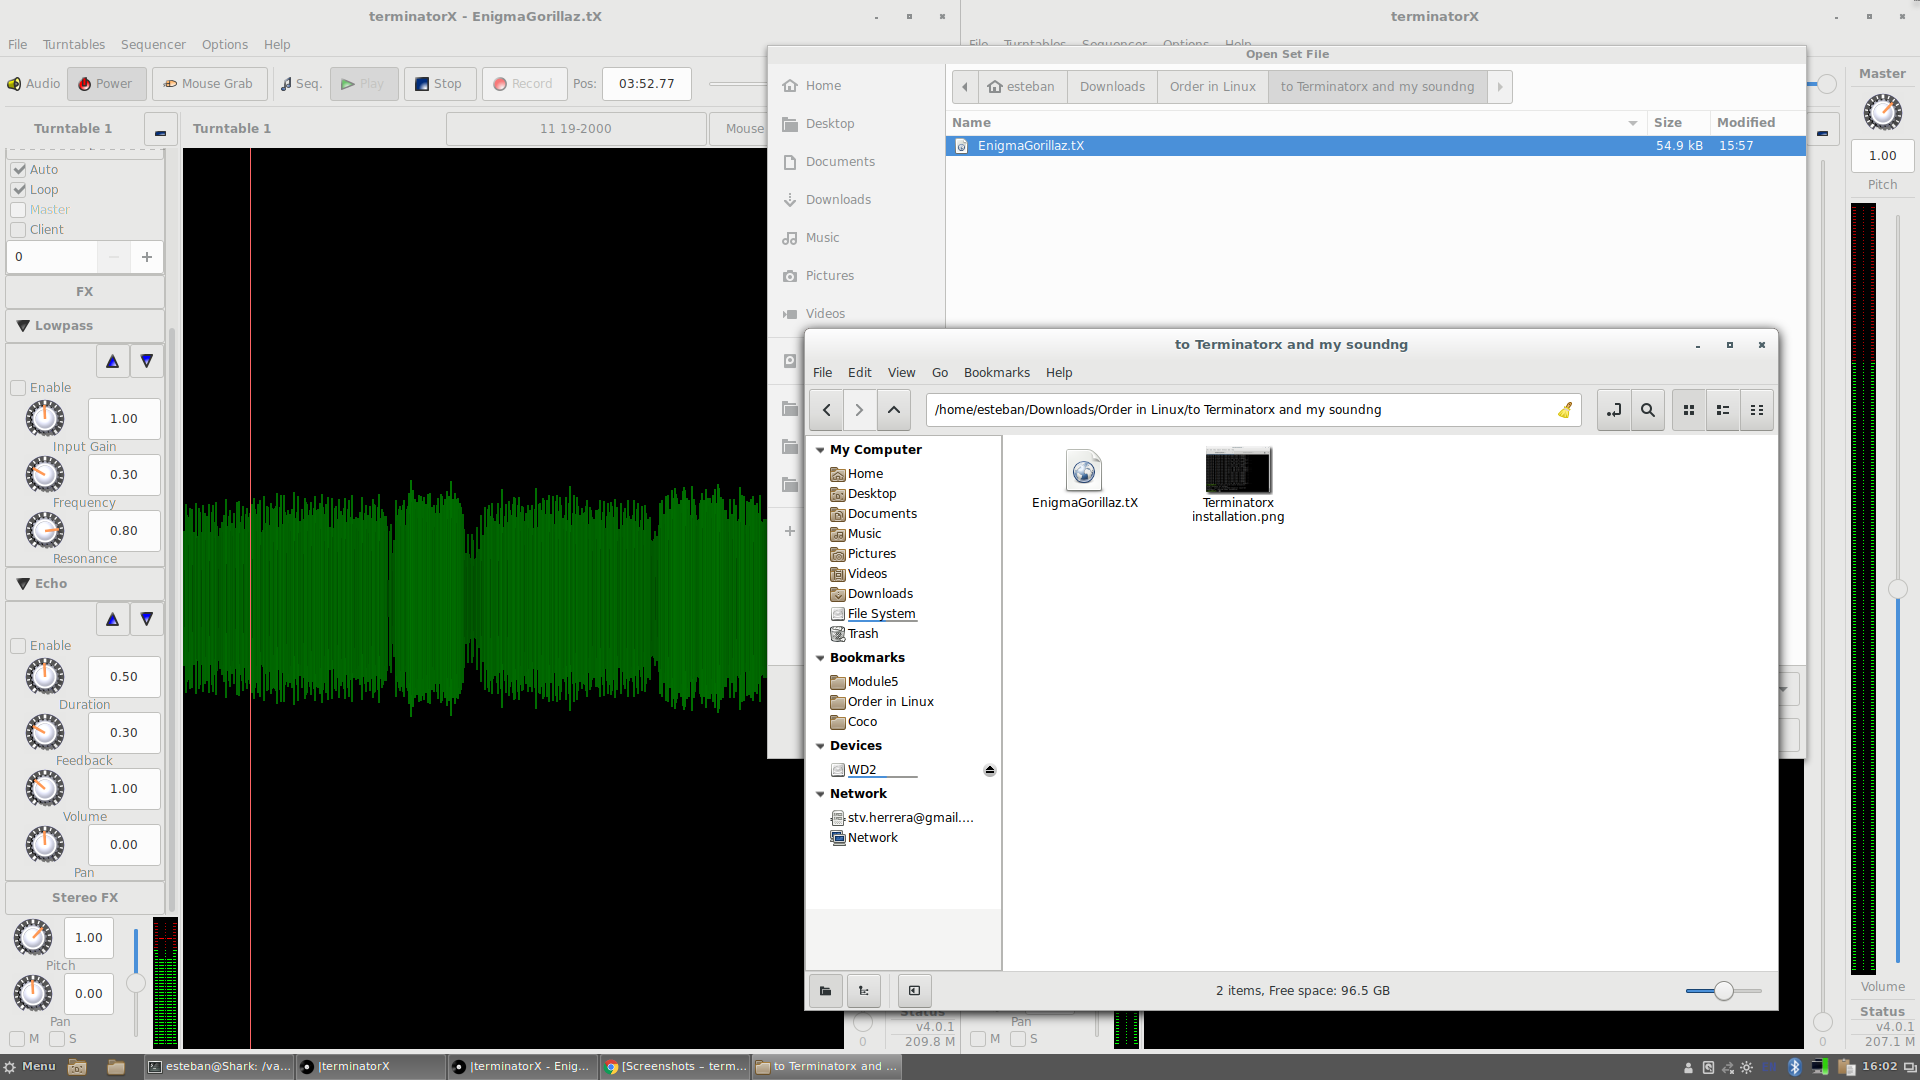 terminatorX - EnigmaGorillaz.tX
File Turntables Sequencer Options Help
Audio Power Mouse Grab Seq. Play Stop Record Pos: 03:52.77
Turntable 1
Turntable 1 11 19-2000 Mouse
Auto
Loop
Master
Client
0
FX
Lowpass
Enable
1.00
Input Gain
0.30
Frequency
0.80
Resonance
Echo
Enable
0.50
Duration
0.30
Feedback
1.00
Volume
0.00
Pan
Stereo FX
1.00
Pitch
0.00
Pan
M S
terminatorX
File Turntables Sequencer Options Help
Open Set File
Home
Desktop
Documents
Downloads
Music
Pictures
Videos
esteban Downloads Order in Linux to Terminatorx and my soundng
Name Size Modified
EnigmaGorillaz.tX 54.9 kB 15:57
to Terminatorx and my soundng
File Edit View Go Bookmarks Help
/home/esteban/Downloads/Order in Linux/to Terminatorx and my soundng
My Computer
Home
Desktop
Documents
Music
Pictures
Videos
Downloads
File System
Trash
Bookmarks
Module5
Order in Linux
Coco
Devices
WD2
Network
stv.herrera@gmail....
Network
EnigmaGorillaz.tX
Terminatorx
installation.png
2 items, Free space: 96.5 GB
Master
1.00
Pitch
Volume
Status
v4.0.1
207.1 M
0
Status
v4.0.1
209.8 M
0
Pan
M S
Menu esteban@Shark: /va... |terminatorX |terminatorX - Enig... [Screenshots – term... to Terminatorx and ... 16:02